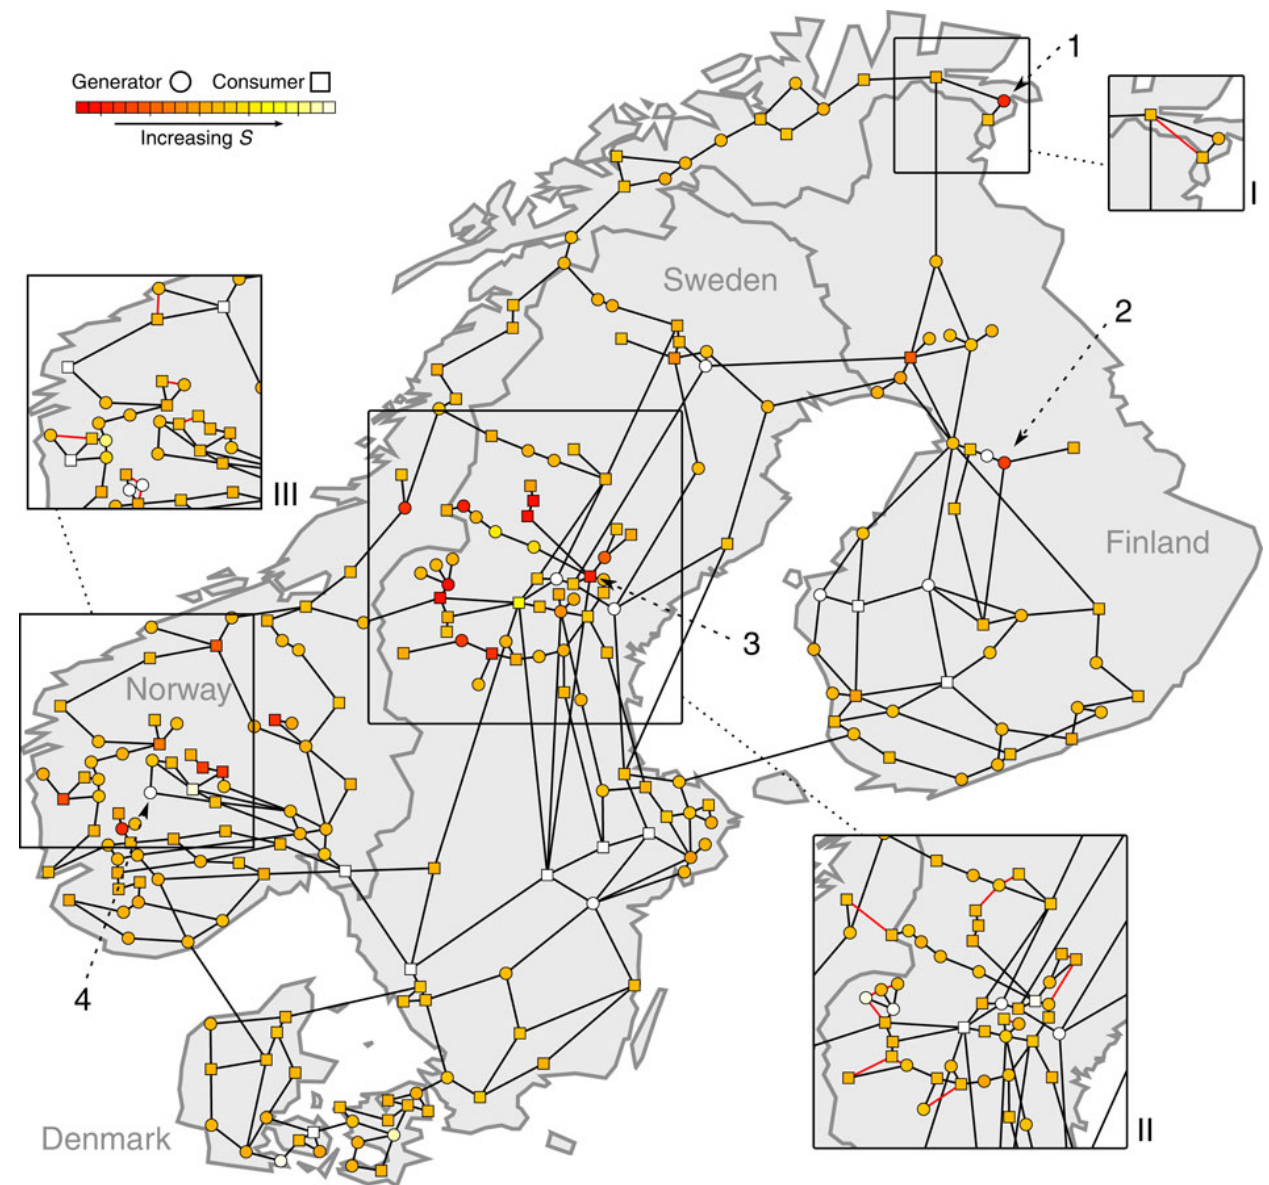 1
Generator Consumer
Increasing S
I
Sweden
2
III
Finland
3
Norway
4
Denmark
II